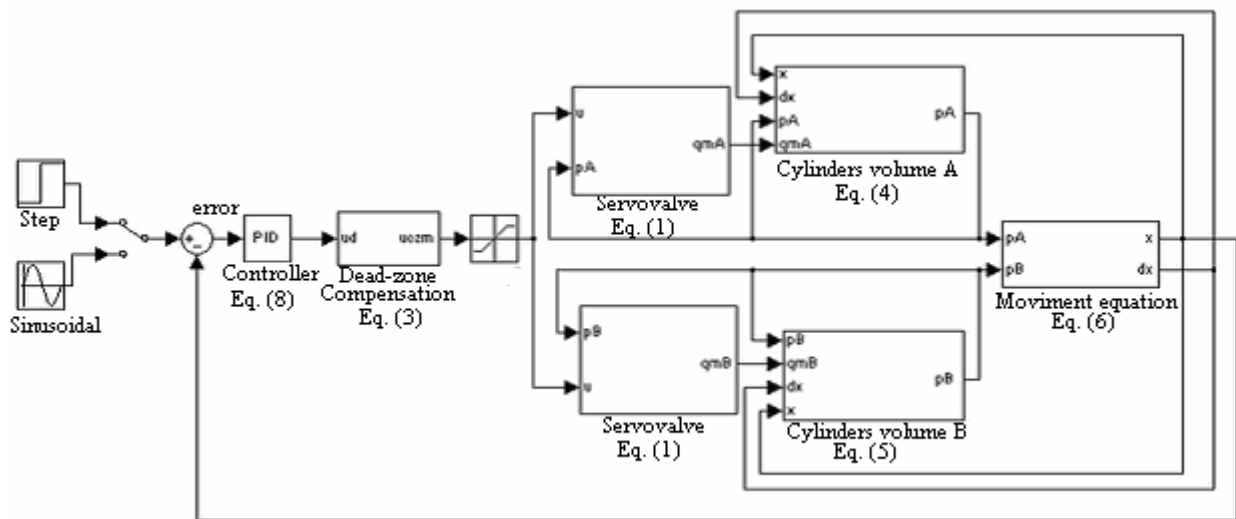 Step
Sinusoidal
error
+
-
PID
Controller
Eq. (8)
ud
uczm
Dead-zone
Compensation
Eq. (3)
u
pA
qmA
Servovalve
Eq. (1)
x
dx
pA
qmA
pA
Cylinders volume A
Eq. (4)
pB
u
qmB
Servovalve
Eq. (1)
pB
qmB
dx
x
pB
Cylinders volume B
Eq. (5)
pA
pB
x
dx
Moviment equation
Eq. (6)